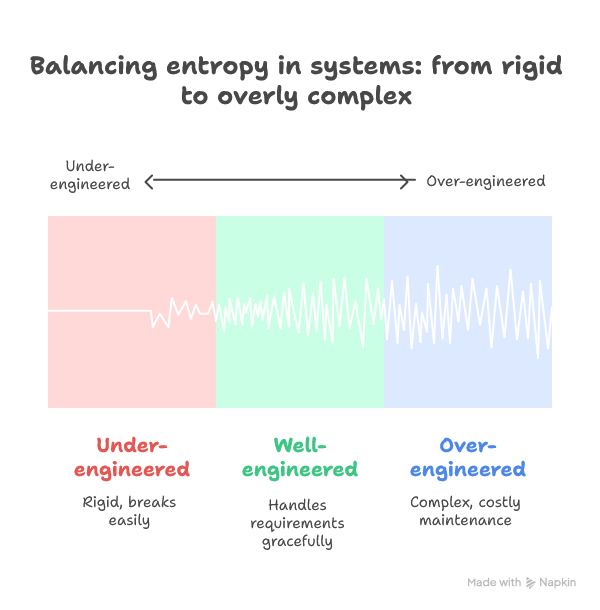 Balancing entropy in systems: from rigid
to overly complex
Under-
engineered
Over-engineered
Under-
engineered
Rigid, breaks
easily
Well-
engineered
Handles
requirements
gracefully
Over-
engineered
Complex, costly
maintenance
Made with Napkin